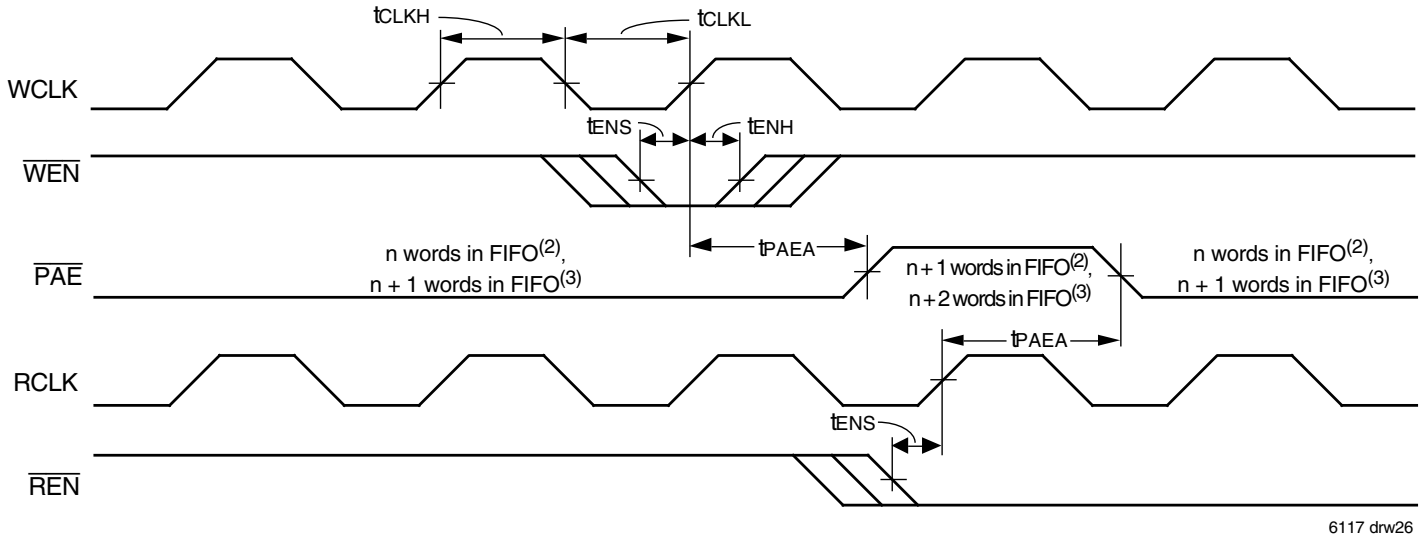 tCLKH
tCLKL
WCLK
tENS
tENH
WEN
tPAEA
n words in FIFO(2),
n + 1 words in FIFO(3)
PAE
n + 1 words in FIFO(2),
n + 2 words in FIFO(3)
n words in FIFO(2),
n + 1 words in FIFO(3)
tPAEA
RCLK
tENS
REN
6117 drw26